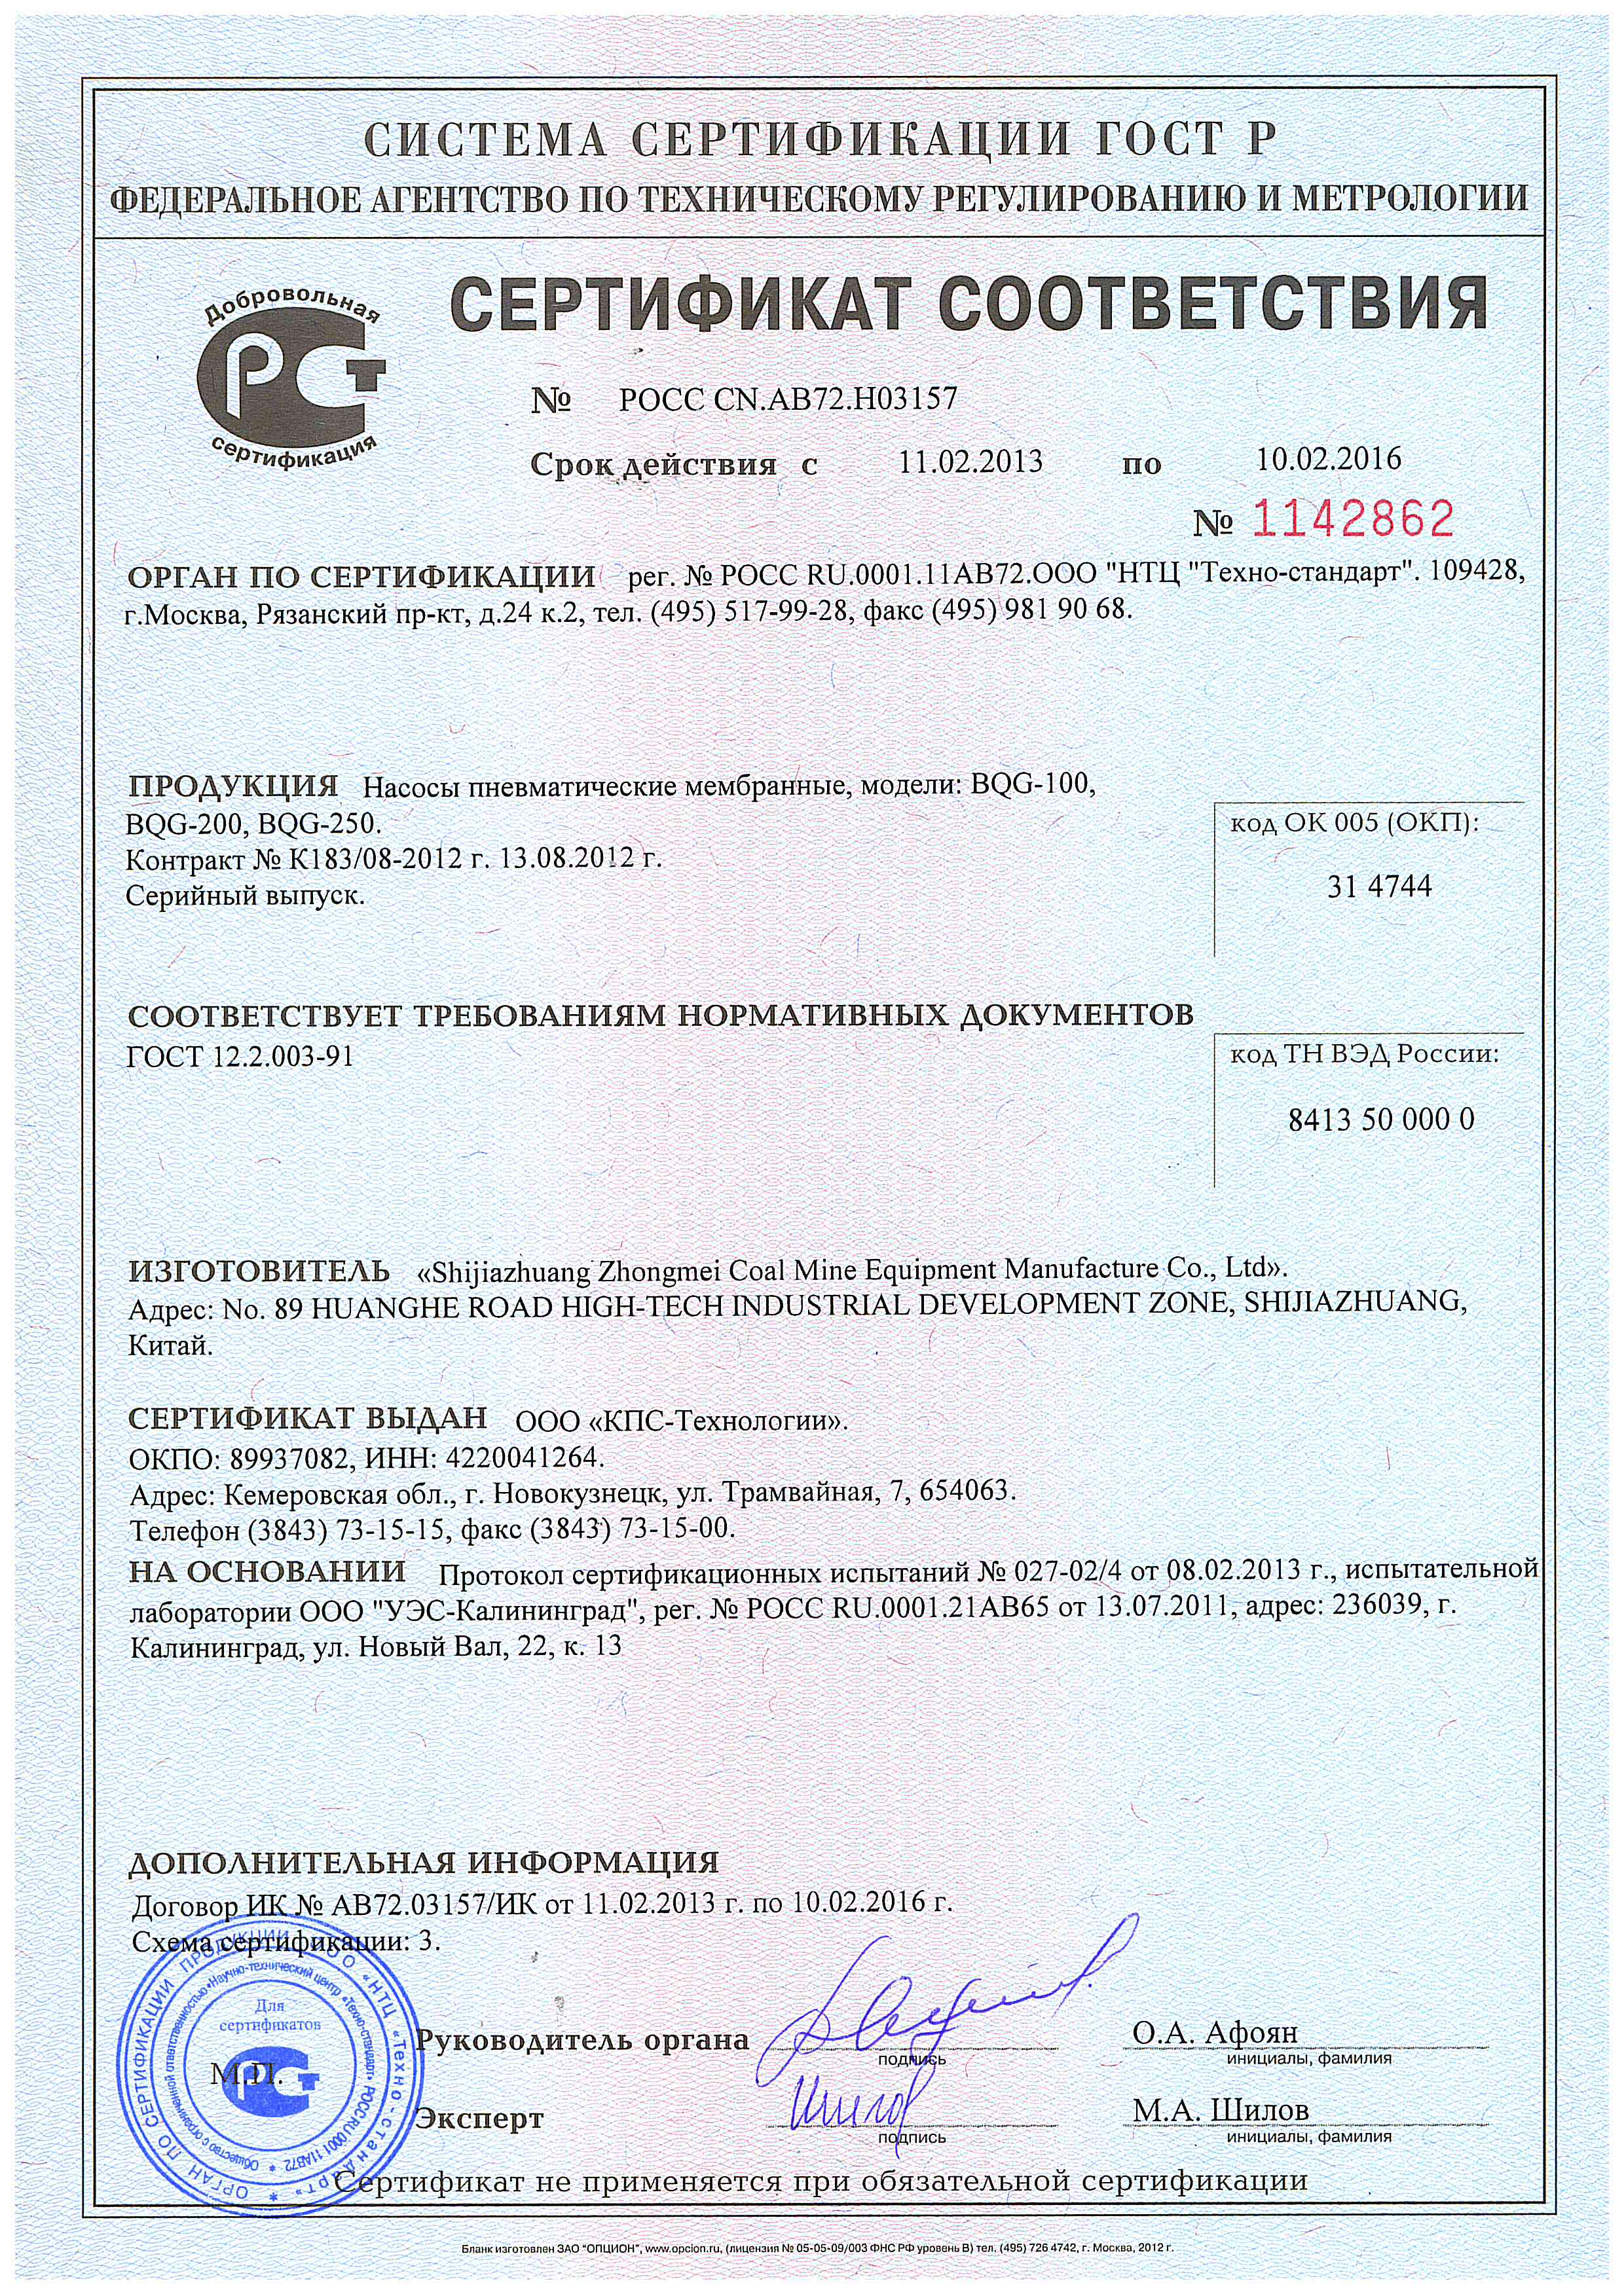 СИСТЕМА СЕРТИФИКАЦИИ ГОСТ Р
ФЕДЕРАЛЬНОЕ АГЕНТСТВО ПО ТЕХНИЧЕСКОМУ РЕГУЛИРОВАНИЮ И МЕТРОЛОГИИ
Добровольная
сертификация
СЕРТИФИКАТ СООТВЕТСТВИЯ
№ РОСС CN.АВ72.Н03157
Срок действия с 11.02.2013 по 10.02.2016
№ 1142862
ОРГАН ПО СЕРТИФИКАЦИИ рег. № РОСС RU.0001.11АВ72.ООО "НТЦ "Техно-стандарт". 109428,
г.Москва, Рязанский пр-кт, д.24 к.2, тел. (495) 517-99-28, факс (495) 981 90 68.
ПРОДУКЦИЯ Насосы пневматические мембранные, модели: BQG-100,
BQG-200, BQG-250.
Контракт № К183/08-2012 г. 13.08.2012 г.
Серийный выпуск.
код ОК 005 (ОКП):
31 4744
СООТВЕТСТВУЕТ ТРЕБОВАНИЯМ НОРМАТИВНЫХ ДОКУМЕНТОВ
ГОСТ 12.2.003-91
код ТН ВЭД России:
8413 50 000 0
ИЗГОТОВИТЕЛЬ «Shijiazhuang Zhongmei Coal Mine Equipment Manufacture Co., Ltd».
Адрес: No. 89 HUANGHE ROAD HIGH-TECH INDUSTRIAL DEVELOPMENT ZONE, SHIJIAZHUANG,
Китай.
СЕРТИФИКАТ ВЫДАН ООО «КПС-Технологии».
ОКПО: 89937082, ИНН: 4220041264.
Адрес: Кемеровская обл., г. Новокузнецк, ул. Трамвайная, 7, 654063.
Телефон (3843) 73-15-15, факс (3843) 73-15-00.
НА ОСНОВАНИИ Протокол сертификационных испытаний № 027-02/4 от 08.02.2013 г., испытательной
лаборатории ООО "УЭС-Калининград", рег. № РОСС RU.0001.21АВ65 от 13.07.2011, адрес: 236039, г.
Калининград, ул. Новый Вал, 22, к. 13
ДОПОЛНИТЕЛЬНАЯ ИНФОРМАЦИЯ
Договор ИК № АВ72.03157/ИК от 11.02.2013 г. по 10.02.2016 г.
Схема сертификации: 3.
ОРГАН ПО СЕРТИФИКАЦИИ ПРОДУКЦИИ ООО «НТЦ «Техно-стандарт» *
Общество с ограниченной ответственностью «Научно-технический центр «Техно-стандарт» РОСС RU 0001 11АВ72 *
Для
сертификатов
М.П.
Руководитель органа
подпись
О.А. Афоян
инициалы, фамилия
Эксперт
Шилов
подпись
М.А. Шилов
инициалы, фамилия
Сертификат не применяется при обязательной сертификации
Бланк изготовлен ЗАО "ОПЦИОН", www.opcion.ru, (лицензия № 05-05-09/003 ФНС РФ уровень В) тел. (495) 726 4742, г. Москва, 2012 г.